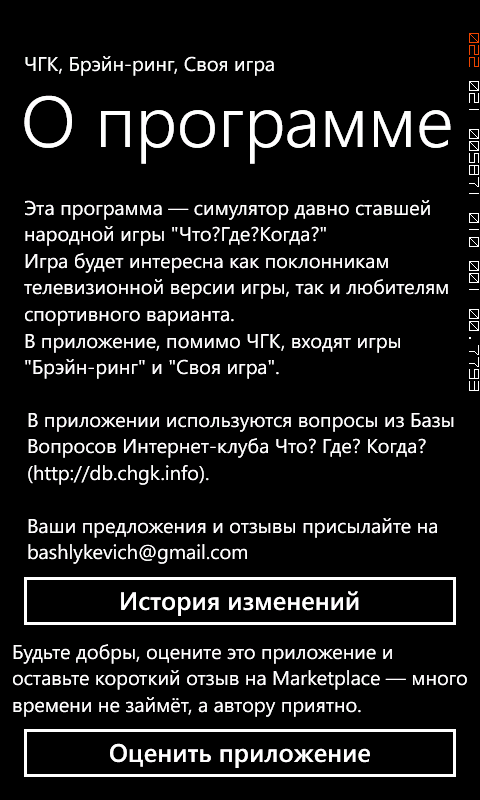 ЧГК, Брэйн-ринг, Своя игра
О программе
Эта программа — симулятор давно ставшей
народной игры "Что?Где?Когда?"
Игра будет интересна как поклонникам
телевизионной версии игры, так и любителям
спортивного варианта.
В приложение, помимо ЧГК, входят игры
"Брэйн-ринг" и "Своя игра".
В приложении используются вопросы из Базы
Вопросов Интернет-клуба Что? Где? Когда?
(http://db.chgk.info).
Ваши предложения и отзывы присылайте на
bashlykevich@gmail.com
История изменений
Будьте добры, оцените это приложение и
оставьте короткий отзыв на Marketplace — много
времени не займёт, а автору приятно.
Оценить приложение
022 021 005871 010 001 00.7793